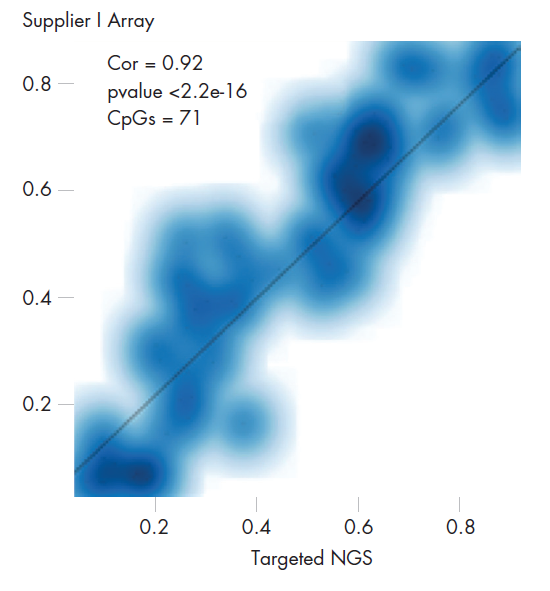 Supplier I Array
Cor = 0.92
pvalue <2.2e-16
CpGs = 71
0.8
0.6
0.4
0.2
0.2 0.4 0.6 0.8
Targeted NGS